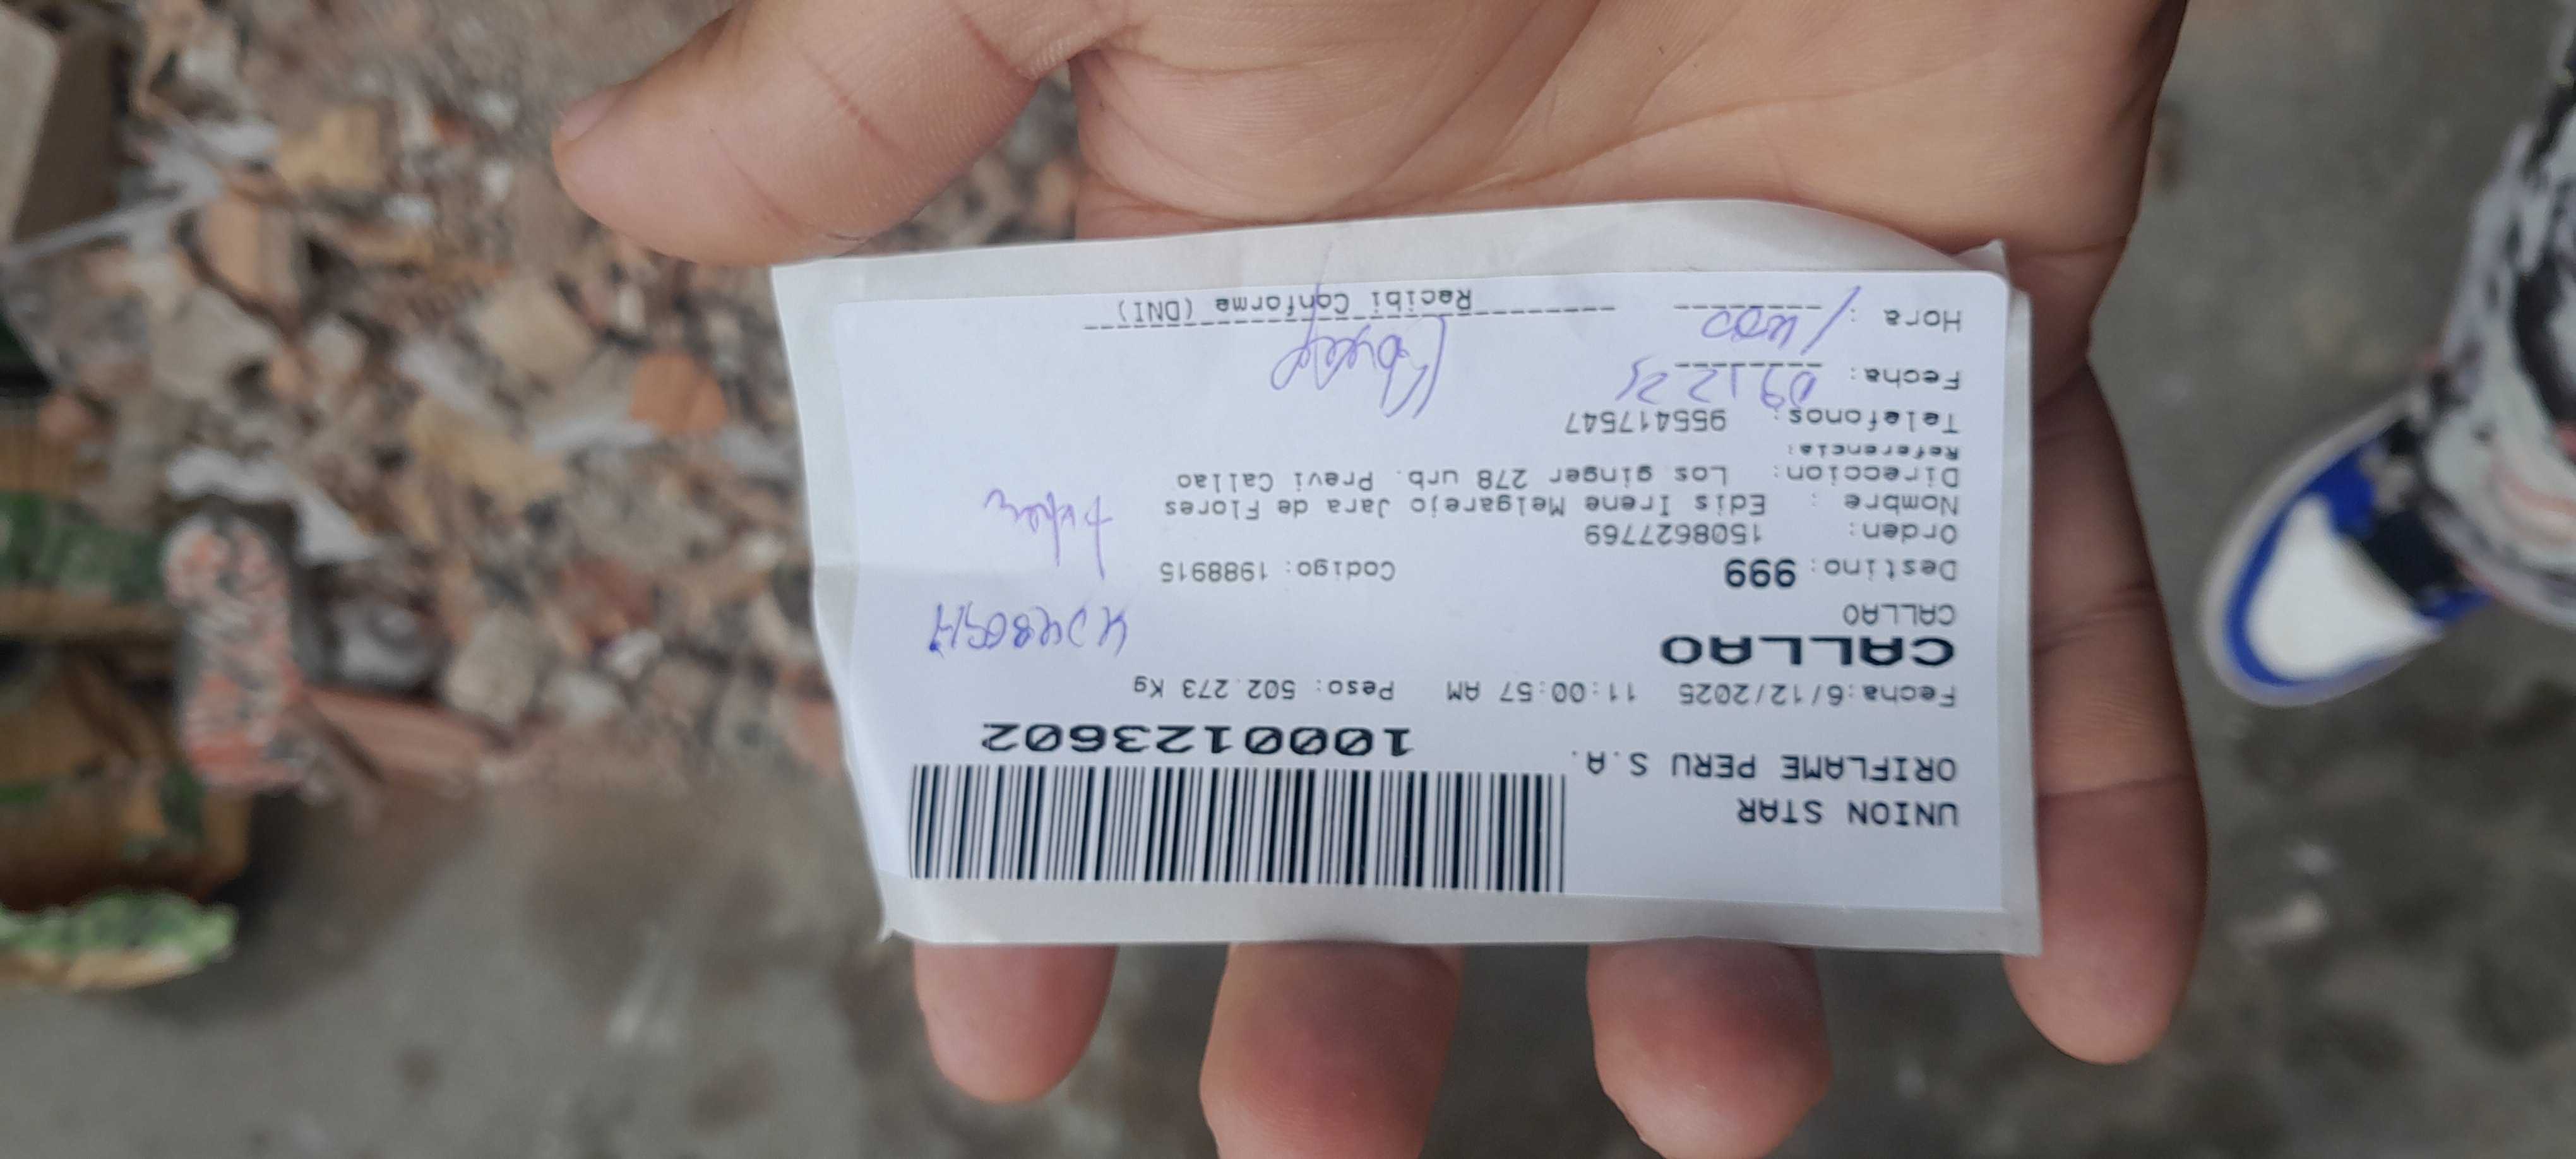 UNION STAR
ORIFLAME PERU S.A.
1000123602
Fecha:6/12/2025 11:00:57 AM Peso: 502.273 Kg
CALLAO
CALLAO
Destino: 999 Codigo: 1988915
Orden: 1508627769
Nombre : Edis Irene Melgarejo Jara de Flores
Direccion: Los ginger 278 urb. Previ Callao
Referencia:
Telefonos: 955417547
Fecha: 09 12 25
Hora : 1400
Recibi Conforme (DNI)